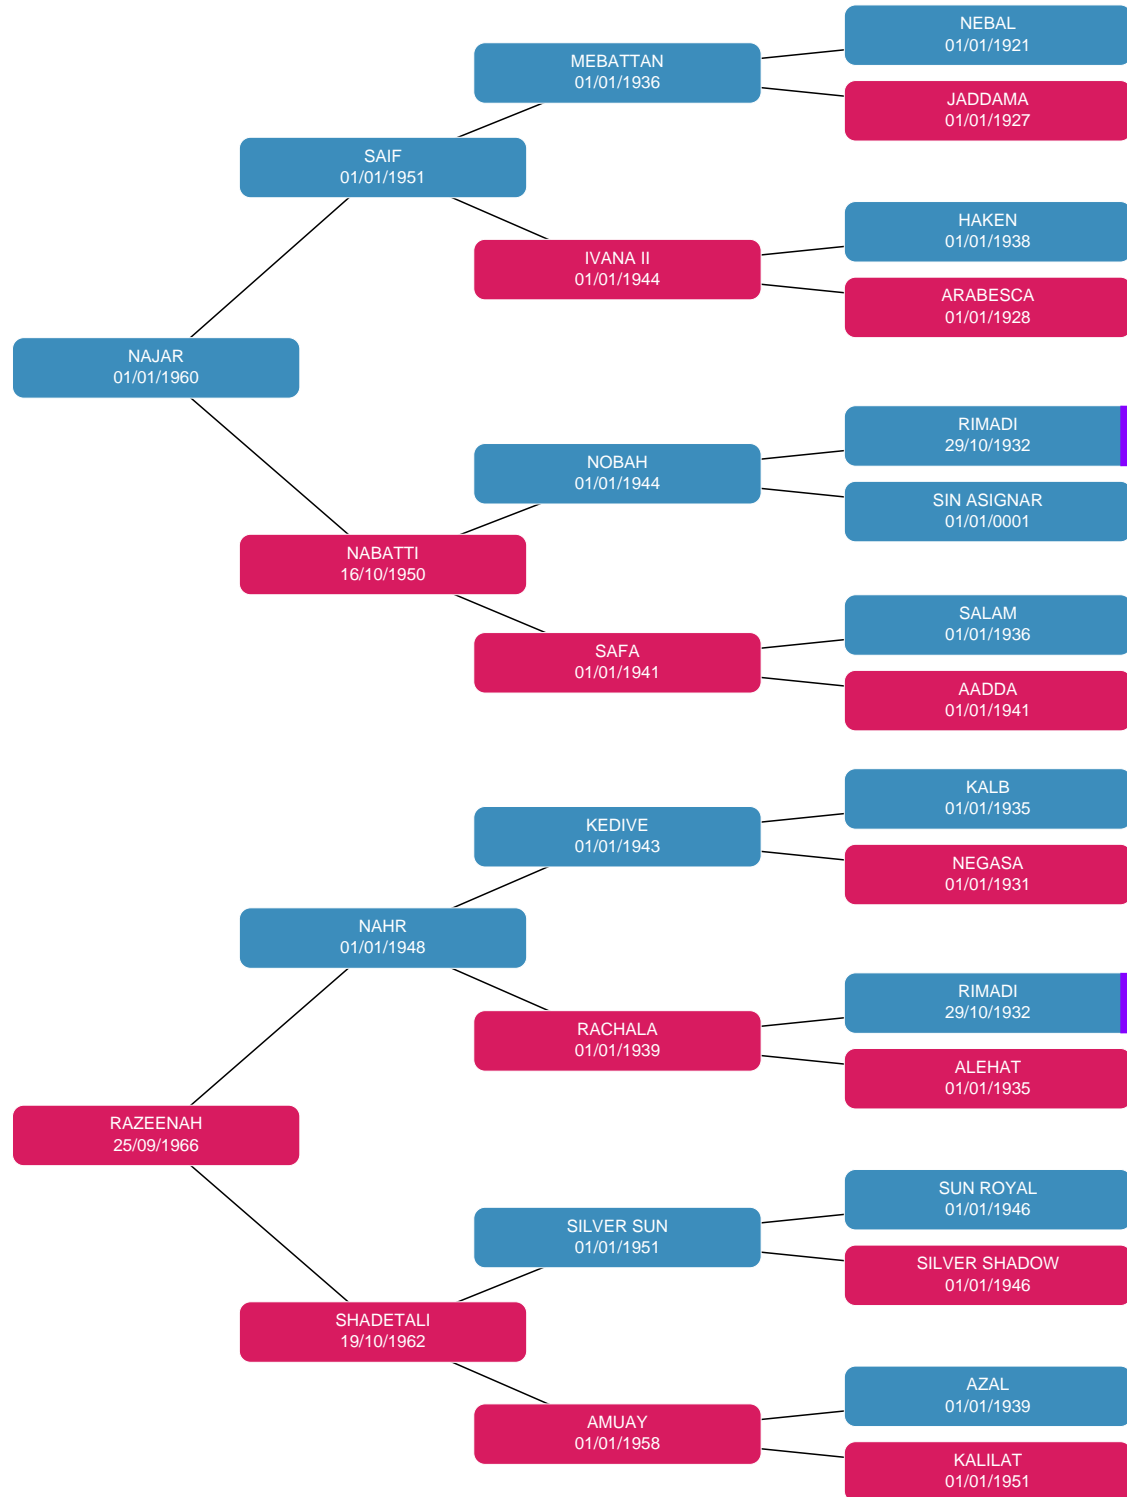 NEBAL
01/01/1921
MEBATTAN
01/01/1936
JADDAMA
01/01/1927
SAIF
01/01/1951
HAKEN
01/01/1938
IVANA II
01/01/1944
ARABESCA
01/01/1928
NAJAR
01/01/1960
RIMADI
29/10/1932
NOBAH
01/01/1944
SIN ASIGNAR
01/01/0001
NABATTI
16/10/1950
SALAM
01/01/1936
SAFA
01/01/1941
AADDA
01/01/1941
KALB
01/01/1935
KEDIVE
01/01/1943
NEGASA
01/01/1931
NAHR
01/01/1948
RIMADI
29/10/1932
RACHALA
01/01/1939
ALEHAT
01/01/1935
RAZEENAH
25/09/1966
SUN ROYAL
01/01/1946
SILVER SUN
01/01/1951
SILVER SHADOW
01/01/1946
SHADETALI
19/10/1962
AZAL
01/01/1939
AMUAY
01/01/1958
KALILAT
01/01/1951